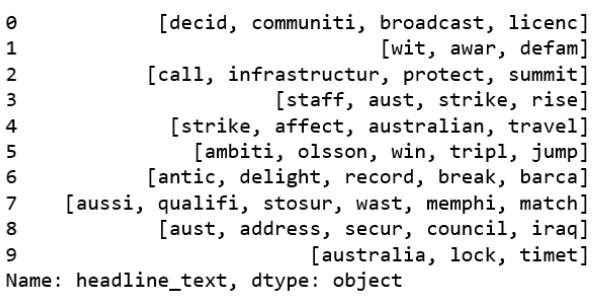 0 [decid, communiti, broadcast, licenc]
1 [wit, awar, defam]
2 [call, infrastructur, protect, summit]
3 [staff, aust, strike, rise]
4 [strike, affect, australian, travel]
5 [ambiti, olsson, win, tripl, jump]
6 [antic, delight, record, break, barca]
7 [aussi, qualifi, stosur, wast, memphi, match]
8 [aust, address, secur, council, iraq]
9 [australia, lock, timet]
Name: headline_text, dtype: object